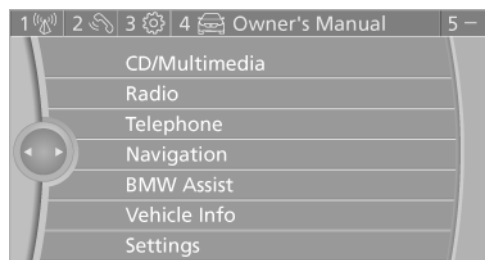 1 2 3 4 Owner's Manual 5 –
CD/Multimedia
Radio
Telephone
Navigation
BMW Assist
Vehicle Info
Settings